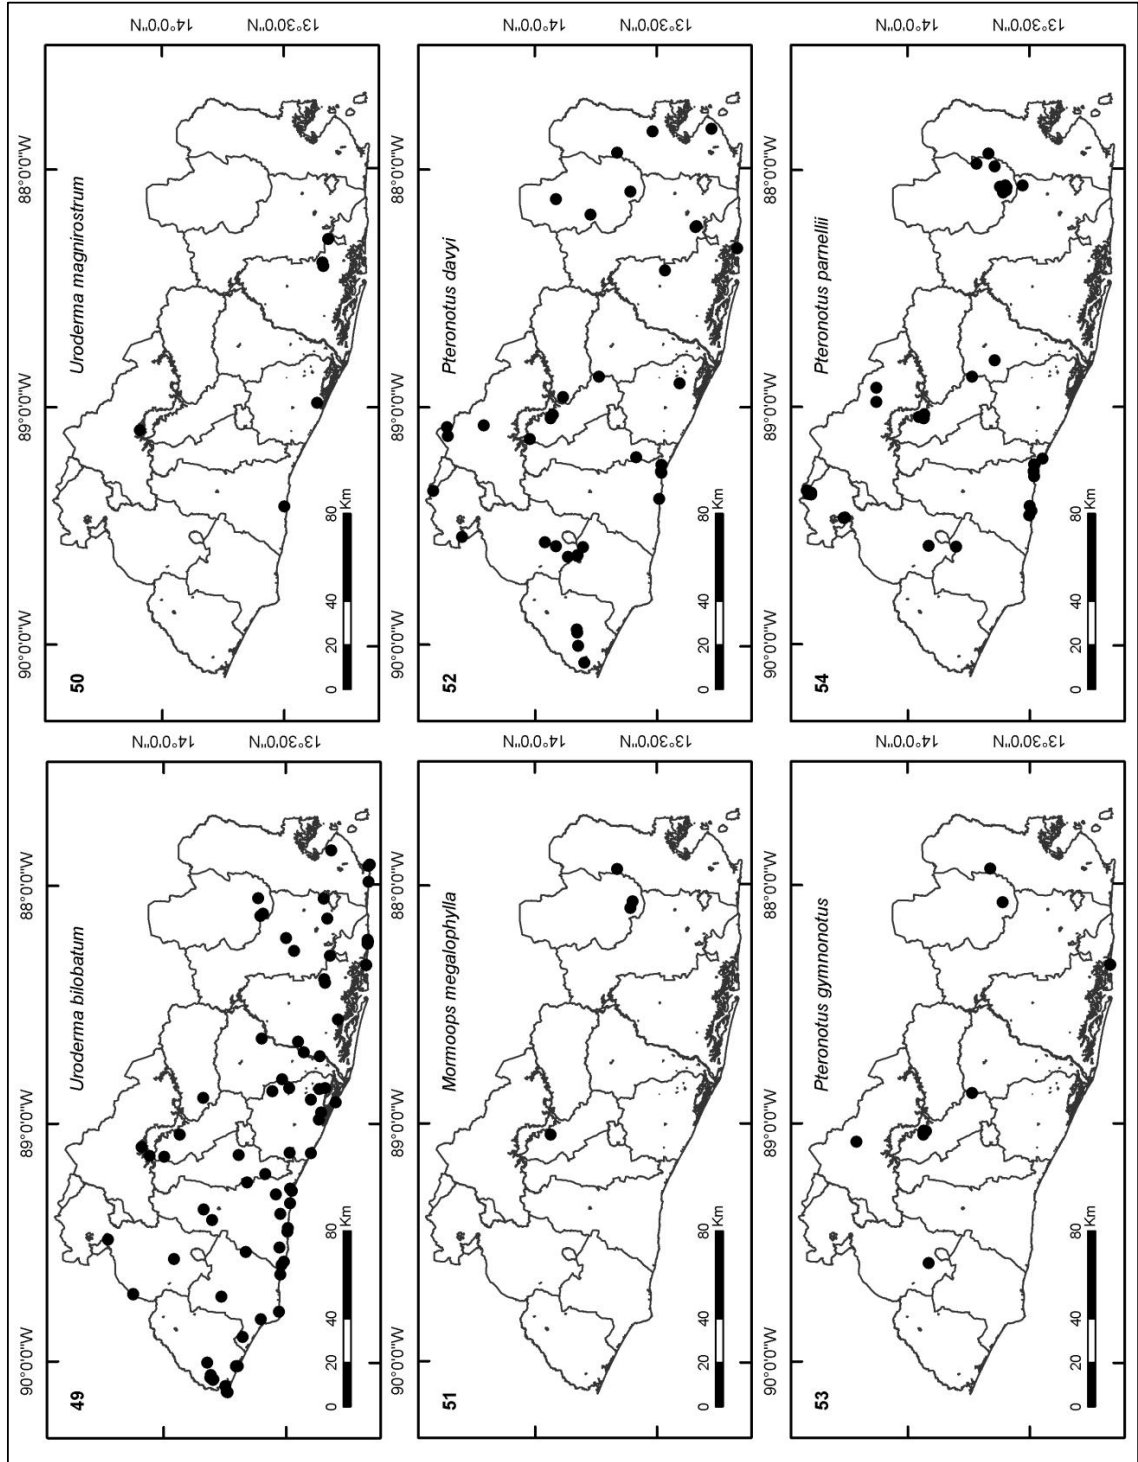 90°0'0"W 89°0'0"W 88°0'0"W 90°0'0"W 89°0'0"W 88°0'0"W
49
Uroderma bilobatum
14°0'0"N
13°30'0"N
0 20 40 80 Km
50
Uroderma magnirostrum
14°0'0"N
13°30'0"N
0 20 40 80 Km
90°0'0"W 89°0'0"W 88°0'0"W 90°0'0"W 89°0'0"W 88°0'0"W
51
Mormoops megalophylla
14°0'0"N
13°30'0"N
0 20 40 80 Km
52
Pteronotus davyi
14°0'0"N
13°30'0"N
0 20 40 80 Km
90°0'0"W 89°0'0"W 88°0'0"W 90°0'0"W 89°0'0"W 88°0'0"W
53
Pteronotus gymnonotus
14°0'0"N
13°30'0"N
0 20 40 80 Km
54
Pteronotus parnellii
14°0'0"N
13°30'0"N
0 20 40 80 Km